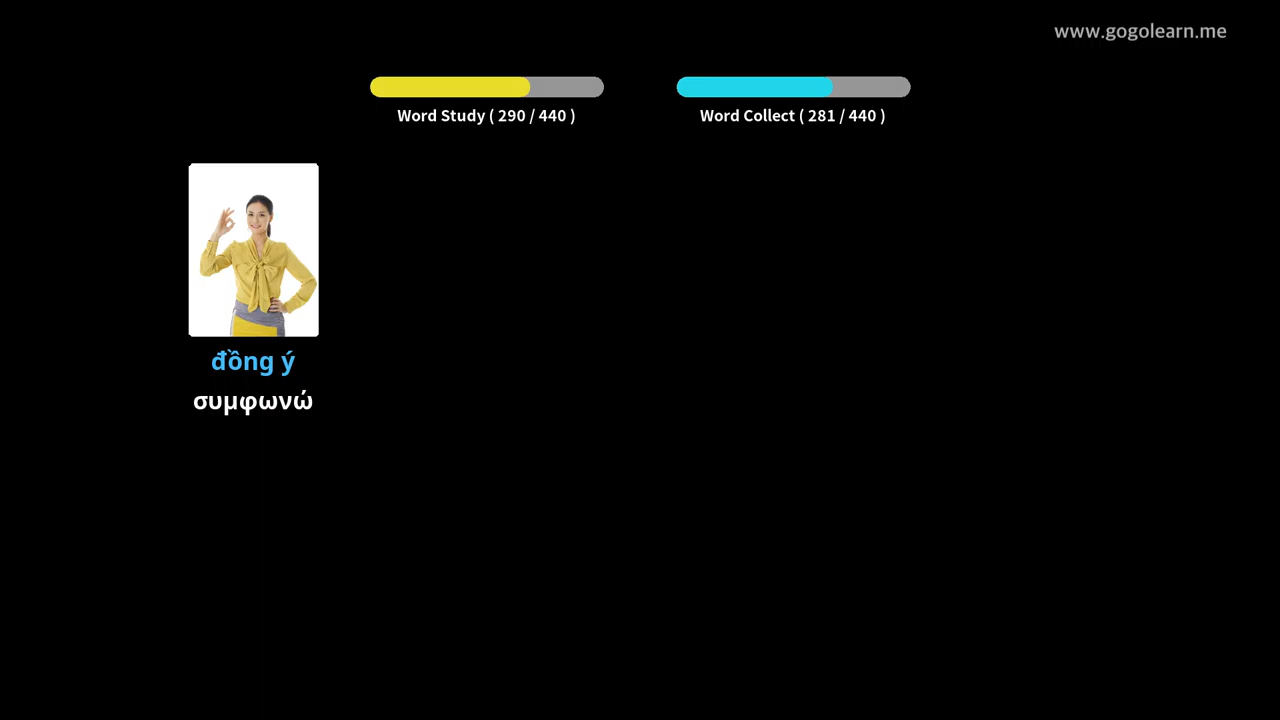 www.gogolearn.me
Word Study ( 290 / 440 )
Word Collect ( 281 / 440 )
đồng ý
συμφωνώ